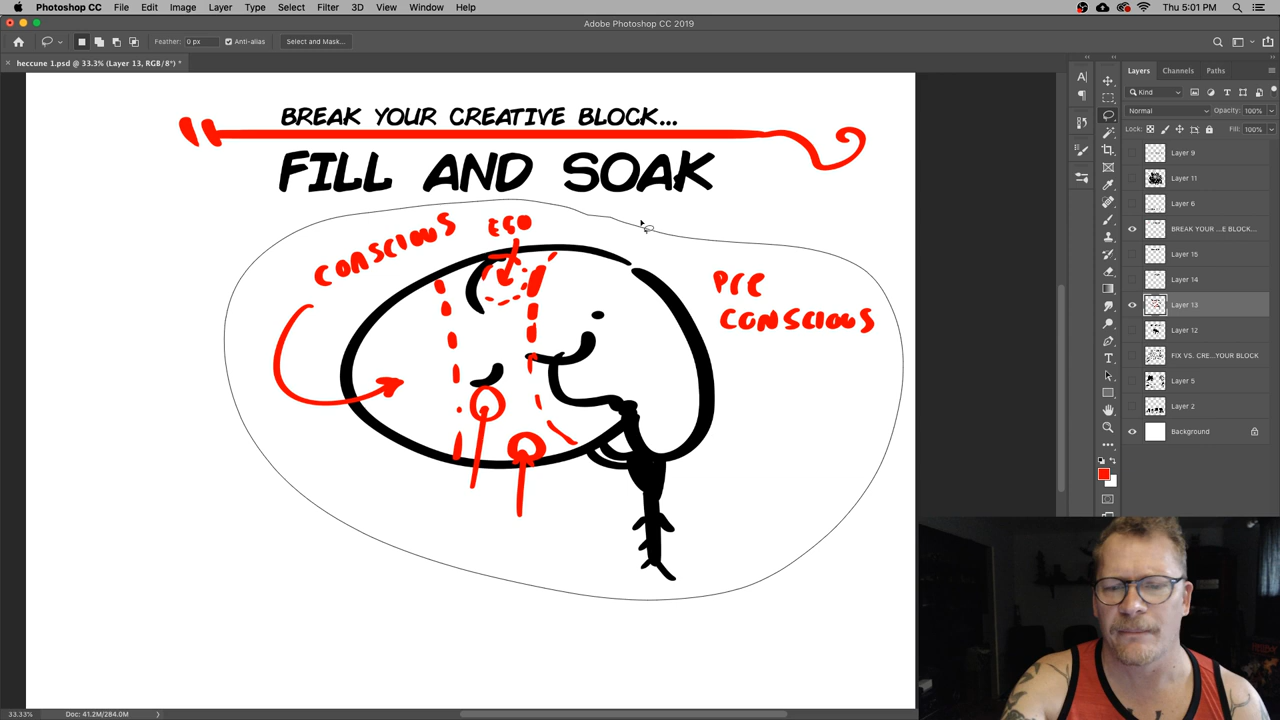 Photoshop CC File Edit Image Layer Type Select Filter 3D View Window Help
Thu 5:01 PM
Adobe Photoshop CC 2019
Feather: 0 px Anti-alias Select and Mask...
heccune 1.psd @ 33.3% (Layer 13, RGB/8*) *
BREAK YOUR CREATIVE BLOCK...
FILL AND SOAK
CONSCIOUS
EGO
PRE
CONSCIOUS
Layers Channels Paths
Kind
Normal Opacity: 100%
Lock: Fill: 100%
Layer 9
Layer 11
Layer 6
BREAK YOUR ...E BLOCK...
Layer 15
Layer 14
Layer 13
Layer 12
FIX VS. CRE...YOUR BLOCK
Layer 5
Layer 2
Background
33.33% Doc: 41.2M/284.0M